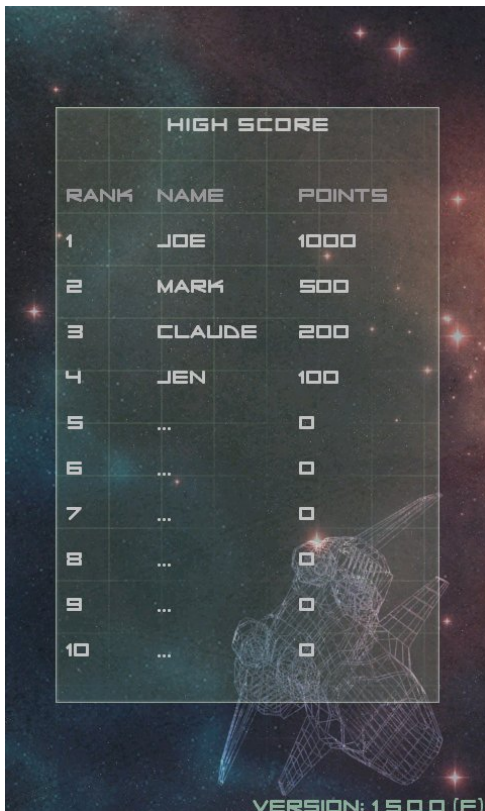 HIGH SCORE
RANK NAME POINTS
1 JOE 1000
2 MARK 500
3 CLAUDE 200
4 JEN 100
5 ... 0
6 ... 0
7 ... 0
8 ... 0
9 ... 0
10 ... 0
VERSION: 1.5.0.0 (F)